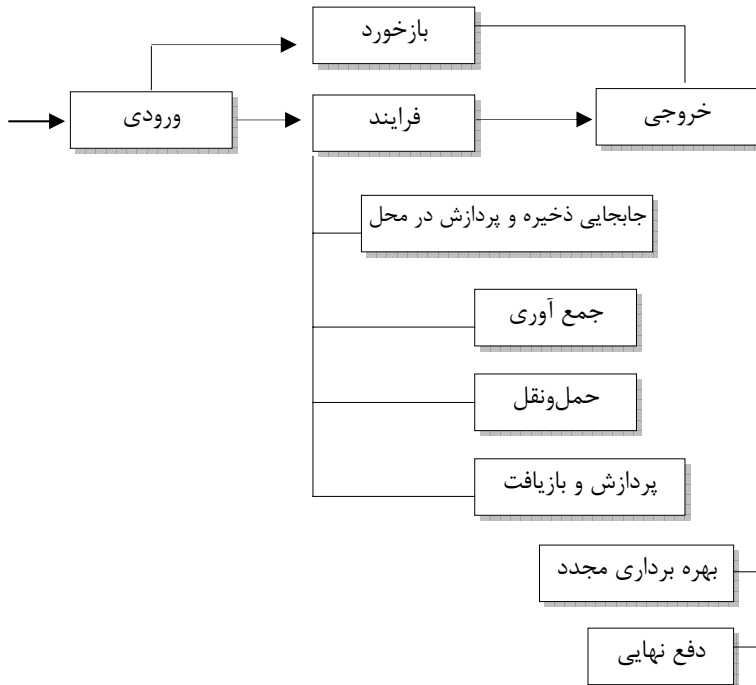 بازخورد
ورودی
فرایند
خروجی
جابجایی ذخیره و پردازش در محل
جمع آوری
حمل‌ونقل
پردازش و بازیافت
بهره برداری مجدد
دفع نهایی